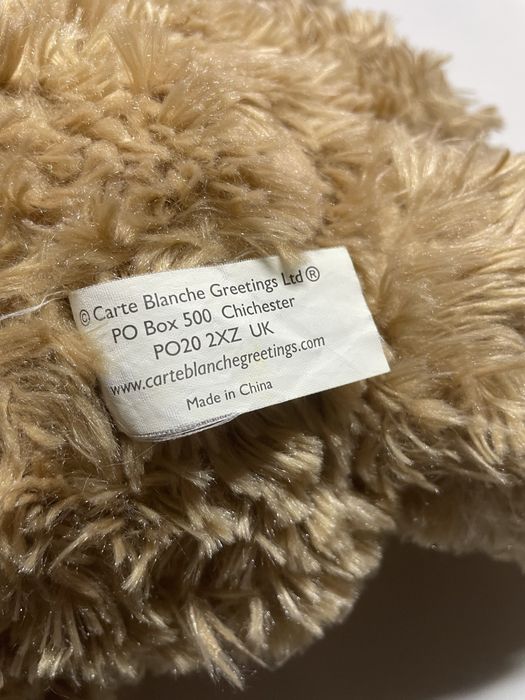 © Carte Blanche Greetings Ltd ®
PO Box 500 Chichester
PO20 2XZ UK
www.carteblanchegreetings.com
Made in China